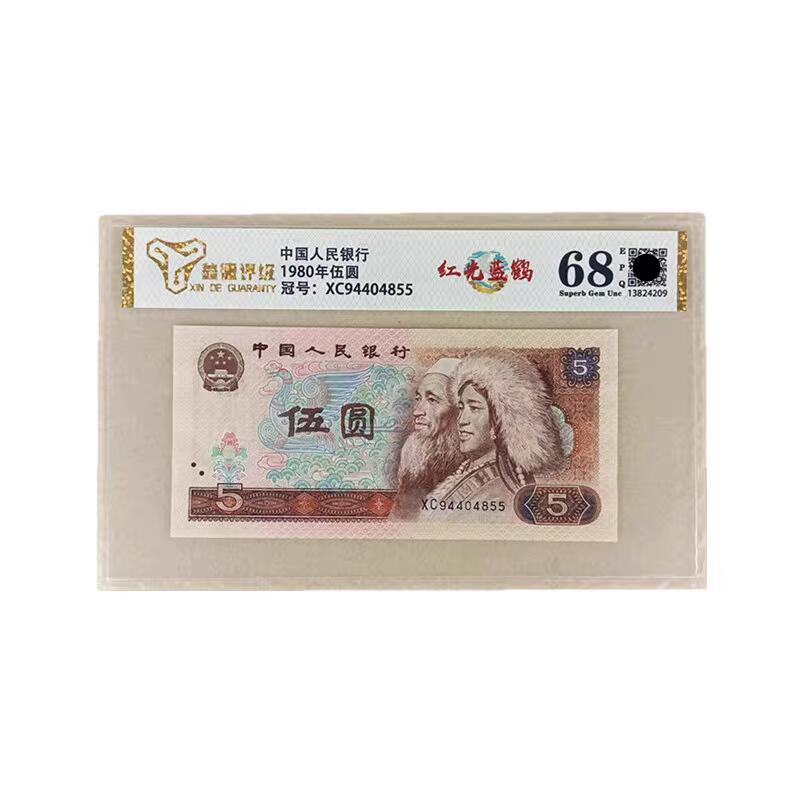 鑫德评级
XIN DE GUARANTY
中国人民银行
1980年伍圆
冠号：XC94404855
红光蓝鹤
68
E
P
Q
Superb Gem Unc
13824209
中国人民银行
5
伍圆
5
XC94404855
5